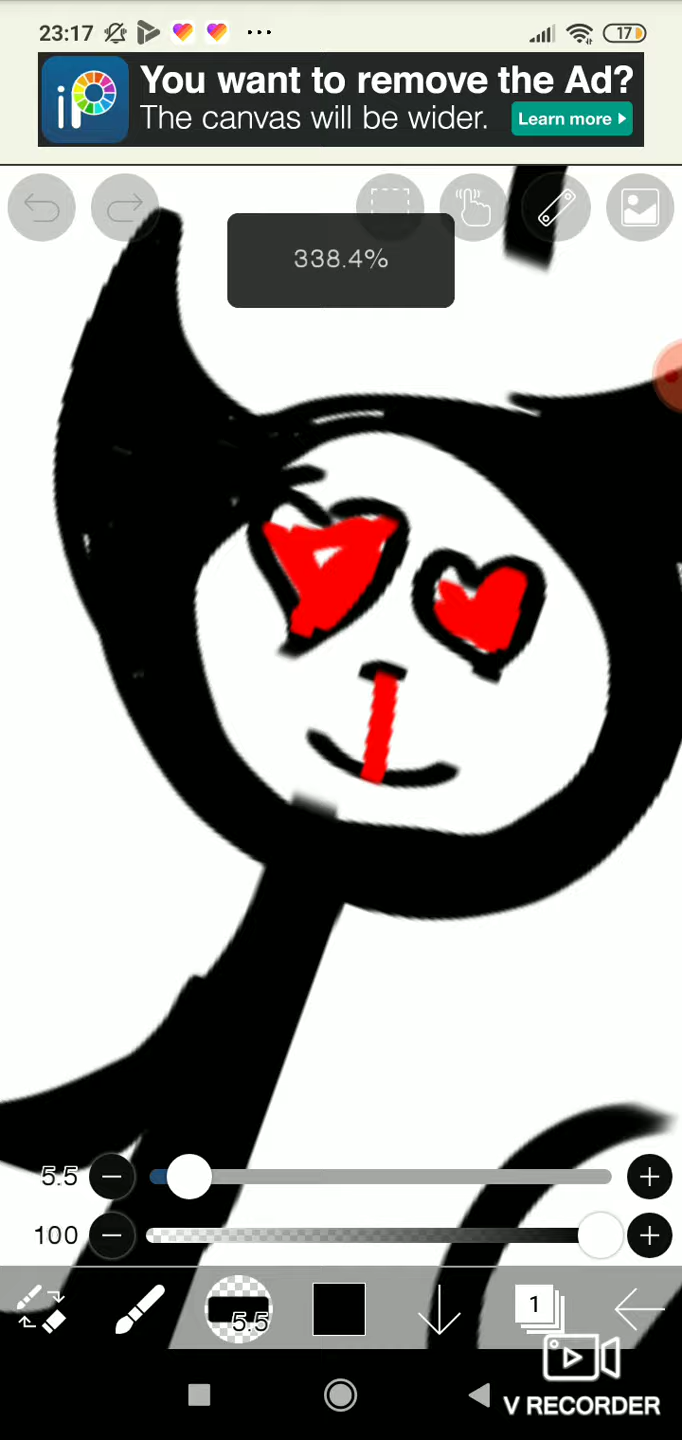 23:17
17
iP
You want to remove the Ad?
The canvas will be wider.
Learn more
338.4%
5.5
100
5.5
1
V RECORDER